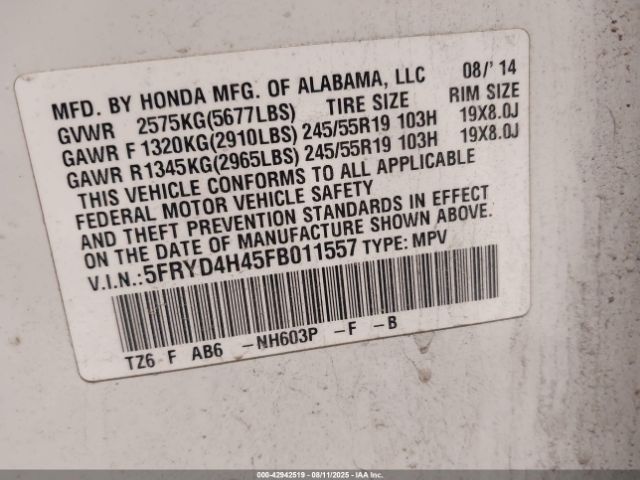 MFD. BY HONDA MFG. OF ALABAMA, LLC 08/'14
GVWR 2575KG(5677LBS) TIRE SIZE RIM SIZE
GAWR F 1320KG(2910LBS) 245/55R19 103H 19X8.0J
GAWR R 1345KG(2965LBS) 245/55R19 103H 19X8.0J
THIS VEHICLE CONFORMS TO ALL APPLICABLE
FEDERAL MOTOR VEHICLE SAFETY
AND THEFT PREVENTION STANDARDS IN EFFECT
ON THE DATE OF MANUFACTURE SHOWN ABOVE.
V.I.N.:5FRYD4H45FB011557 TYPE: MPV
TZ6 F AB6 -NH603P -F -B
000-42942519 - 08/11/2025 - IAA Inc.